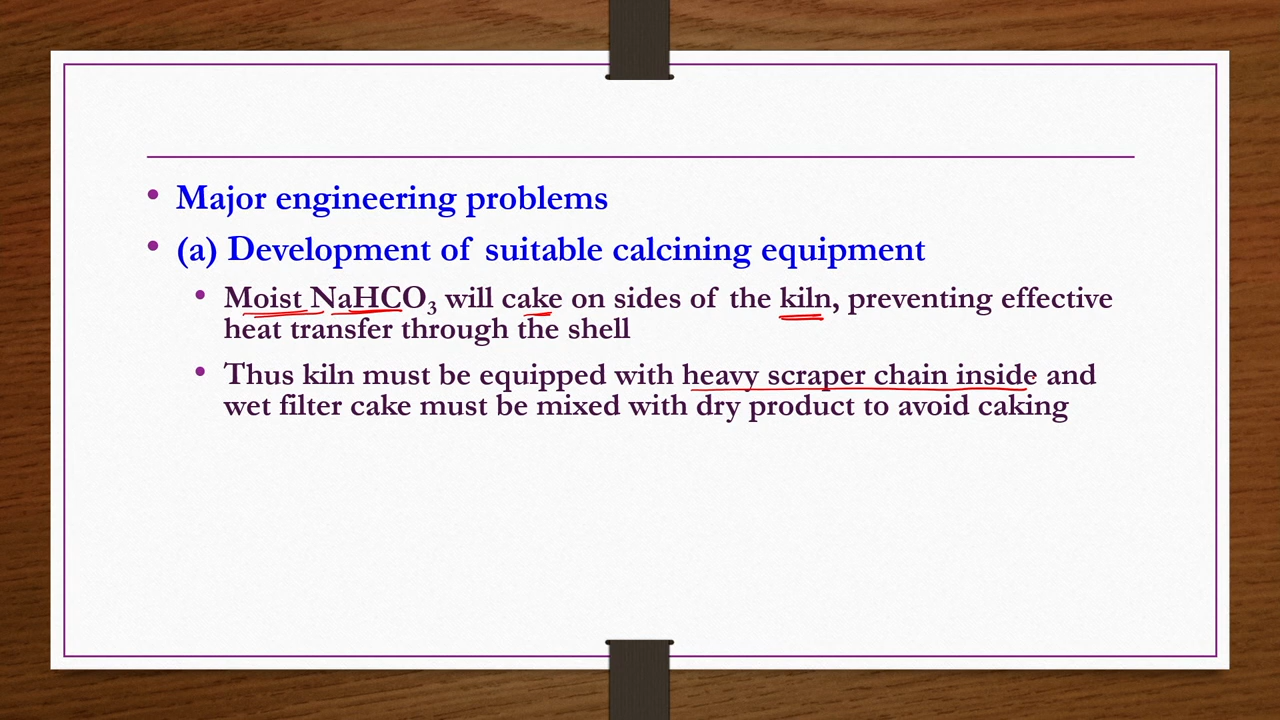 • Major engineering problems
• (a) Development of suitable calcining equipment
• Moist NaHCO₃ will cake on sides of the kiln, preventing effective
heat transfer through the shell
• Thus kiln must be equipped with heavy scraper chain inside and
wet filter cake must be mixed with dry product to avoid caking